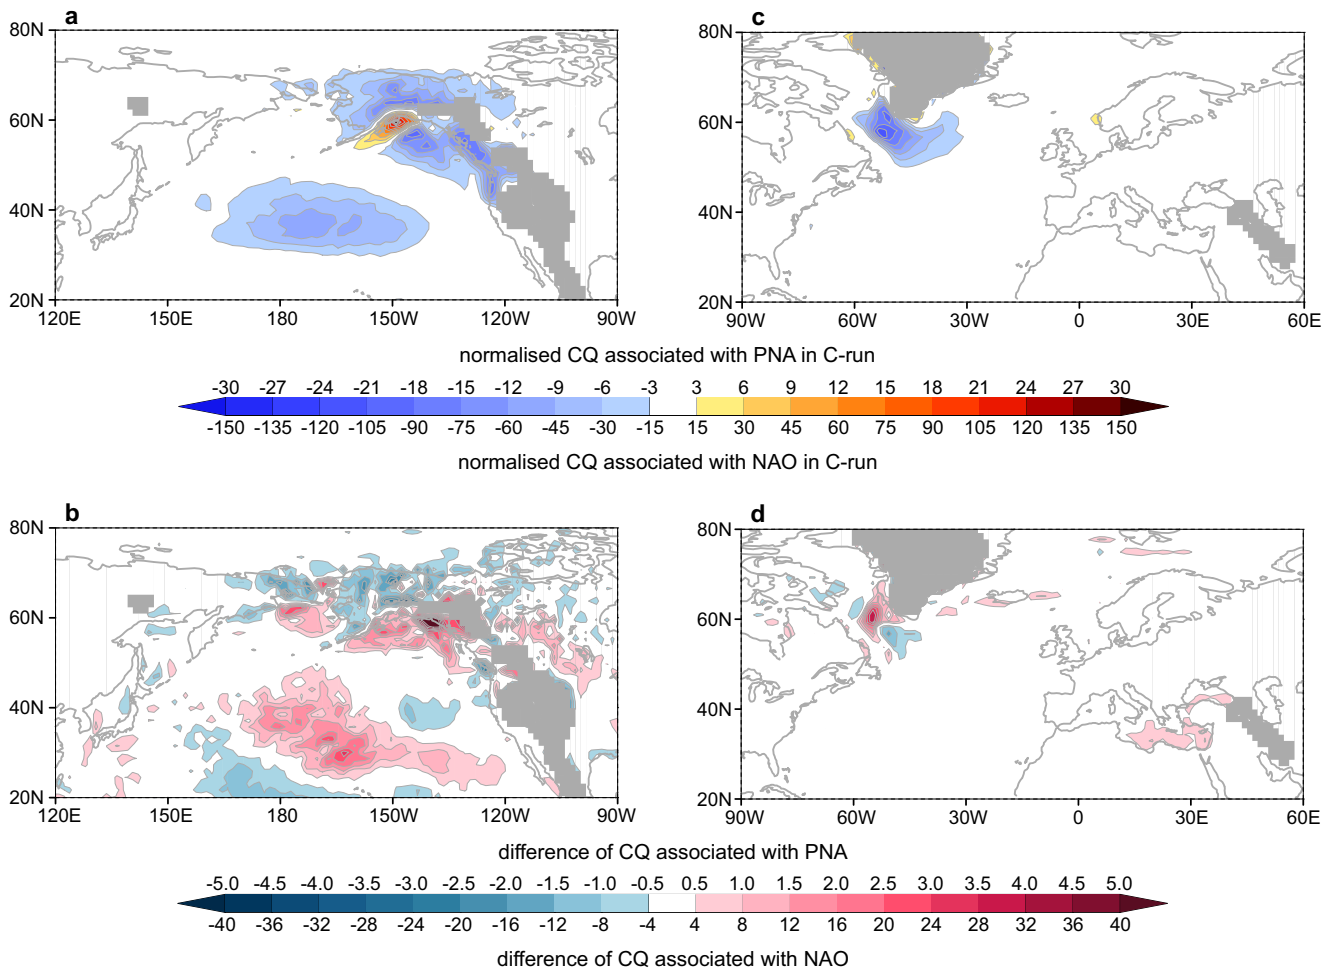 a
80N
60N
40N
20N
120E 150E 180 150W 120W 90W
c
80N
60N
40N
20N
90W 60W 30W 0 30E 60E
normalised CQ associated with PNA in C-run
-30 -27 -24 -21 -18 -15 -12 -9 -6 -3 3 6 9 12 15 18 21 24 27 30
-150 -135 -120 -105 -90 -75 -60 -45 -30 -15 15 30 45 60 75 90 105 120 135 150
normalised CQ associated with NAO in C-run
b
80N
60N
40N
20N
120E 150E 180 150W 120W 90W
d
80N
60N
40N
20N
90W 60W 30W 0 30E 60E
difference of CQ associated with PNA
-5.0 -4.5 -4.0 -3.5 -3.0 -2.5 -2.0 -1.5 -1.0 -0.5 0.5 1.0 1.5 2.0 2.5 3.0 3.5 4.0 4.5 5.0
-40 -36 -32 -28 -24 -20 -16 -12 -8 -4 4 8 12 16 20 24 28 32 36 40
difference of CQ associated with NAO